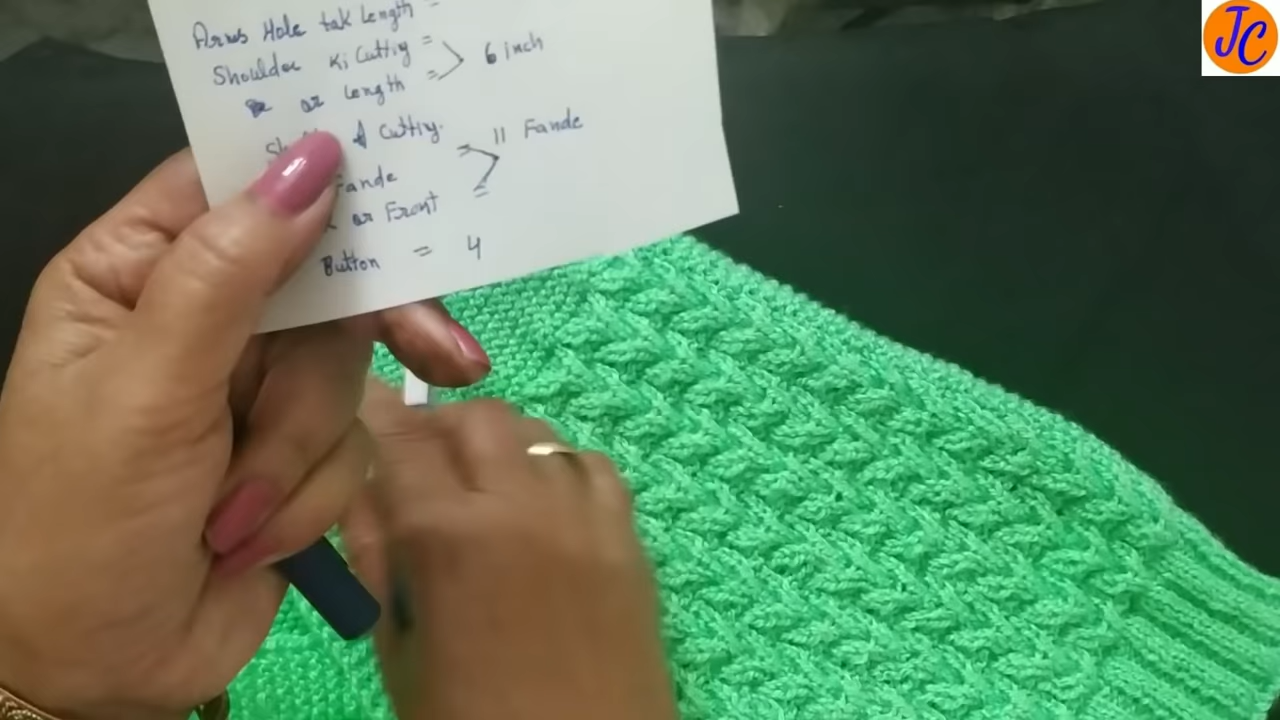 Arms Hole tak Length =
Shoulder Ki Cutting =
or Length = 6 inch
Cutting.
Fande = 11 Fande
or Front =
Button = 4
JC